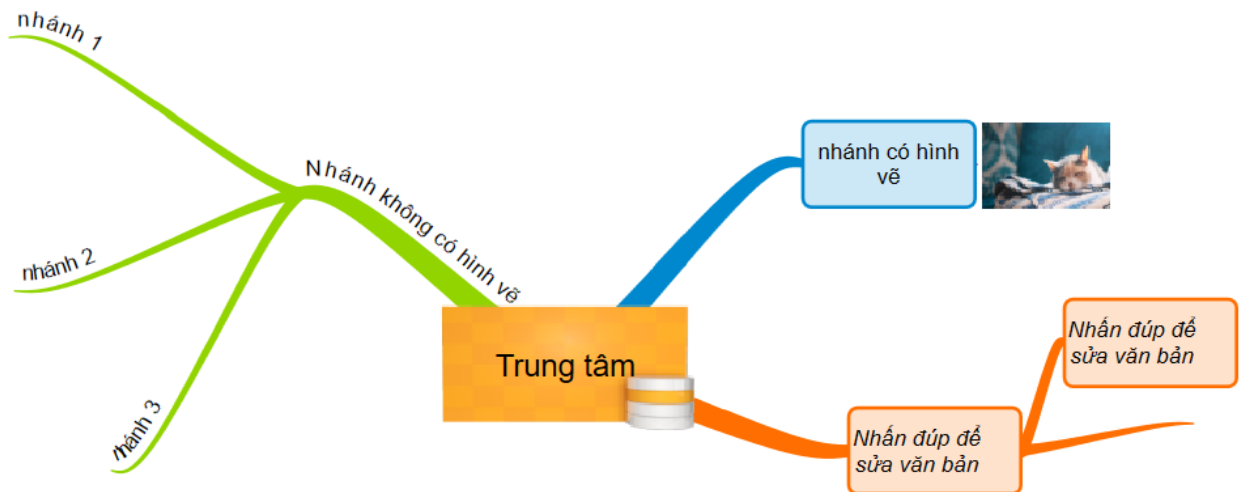 nhánh 1
Nhánh không có hình vẽ
nhánh 2
nhánh 3
Trung tâm
nhánh có hình
vẽ
Nhấn đúp để
sửa văn bản
Nhấn đúp để
sửa văn bản